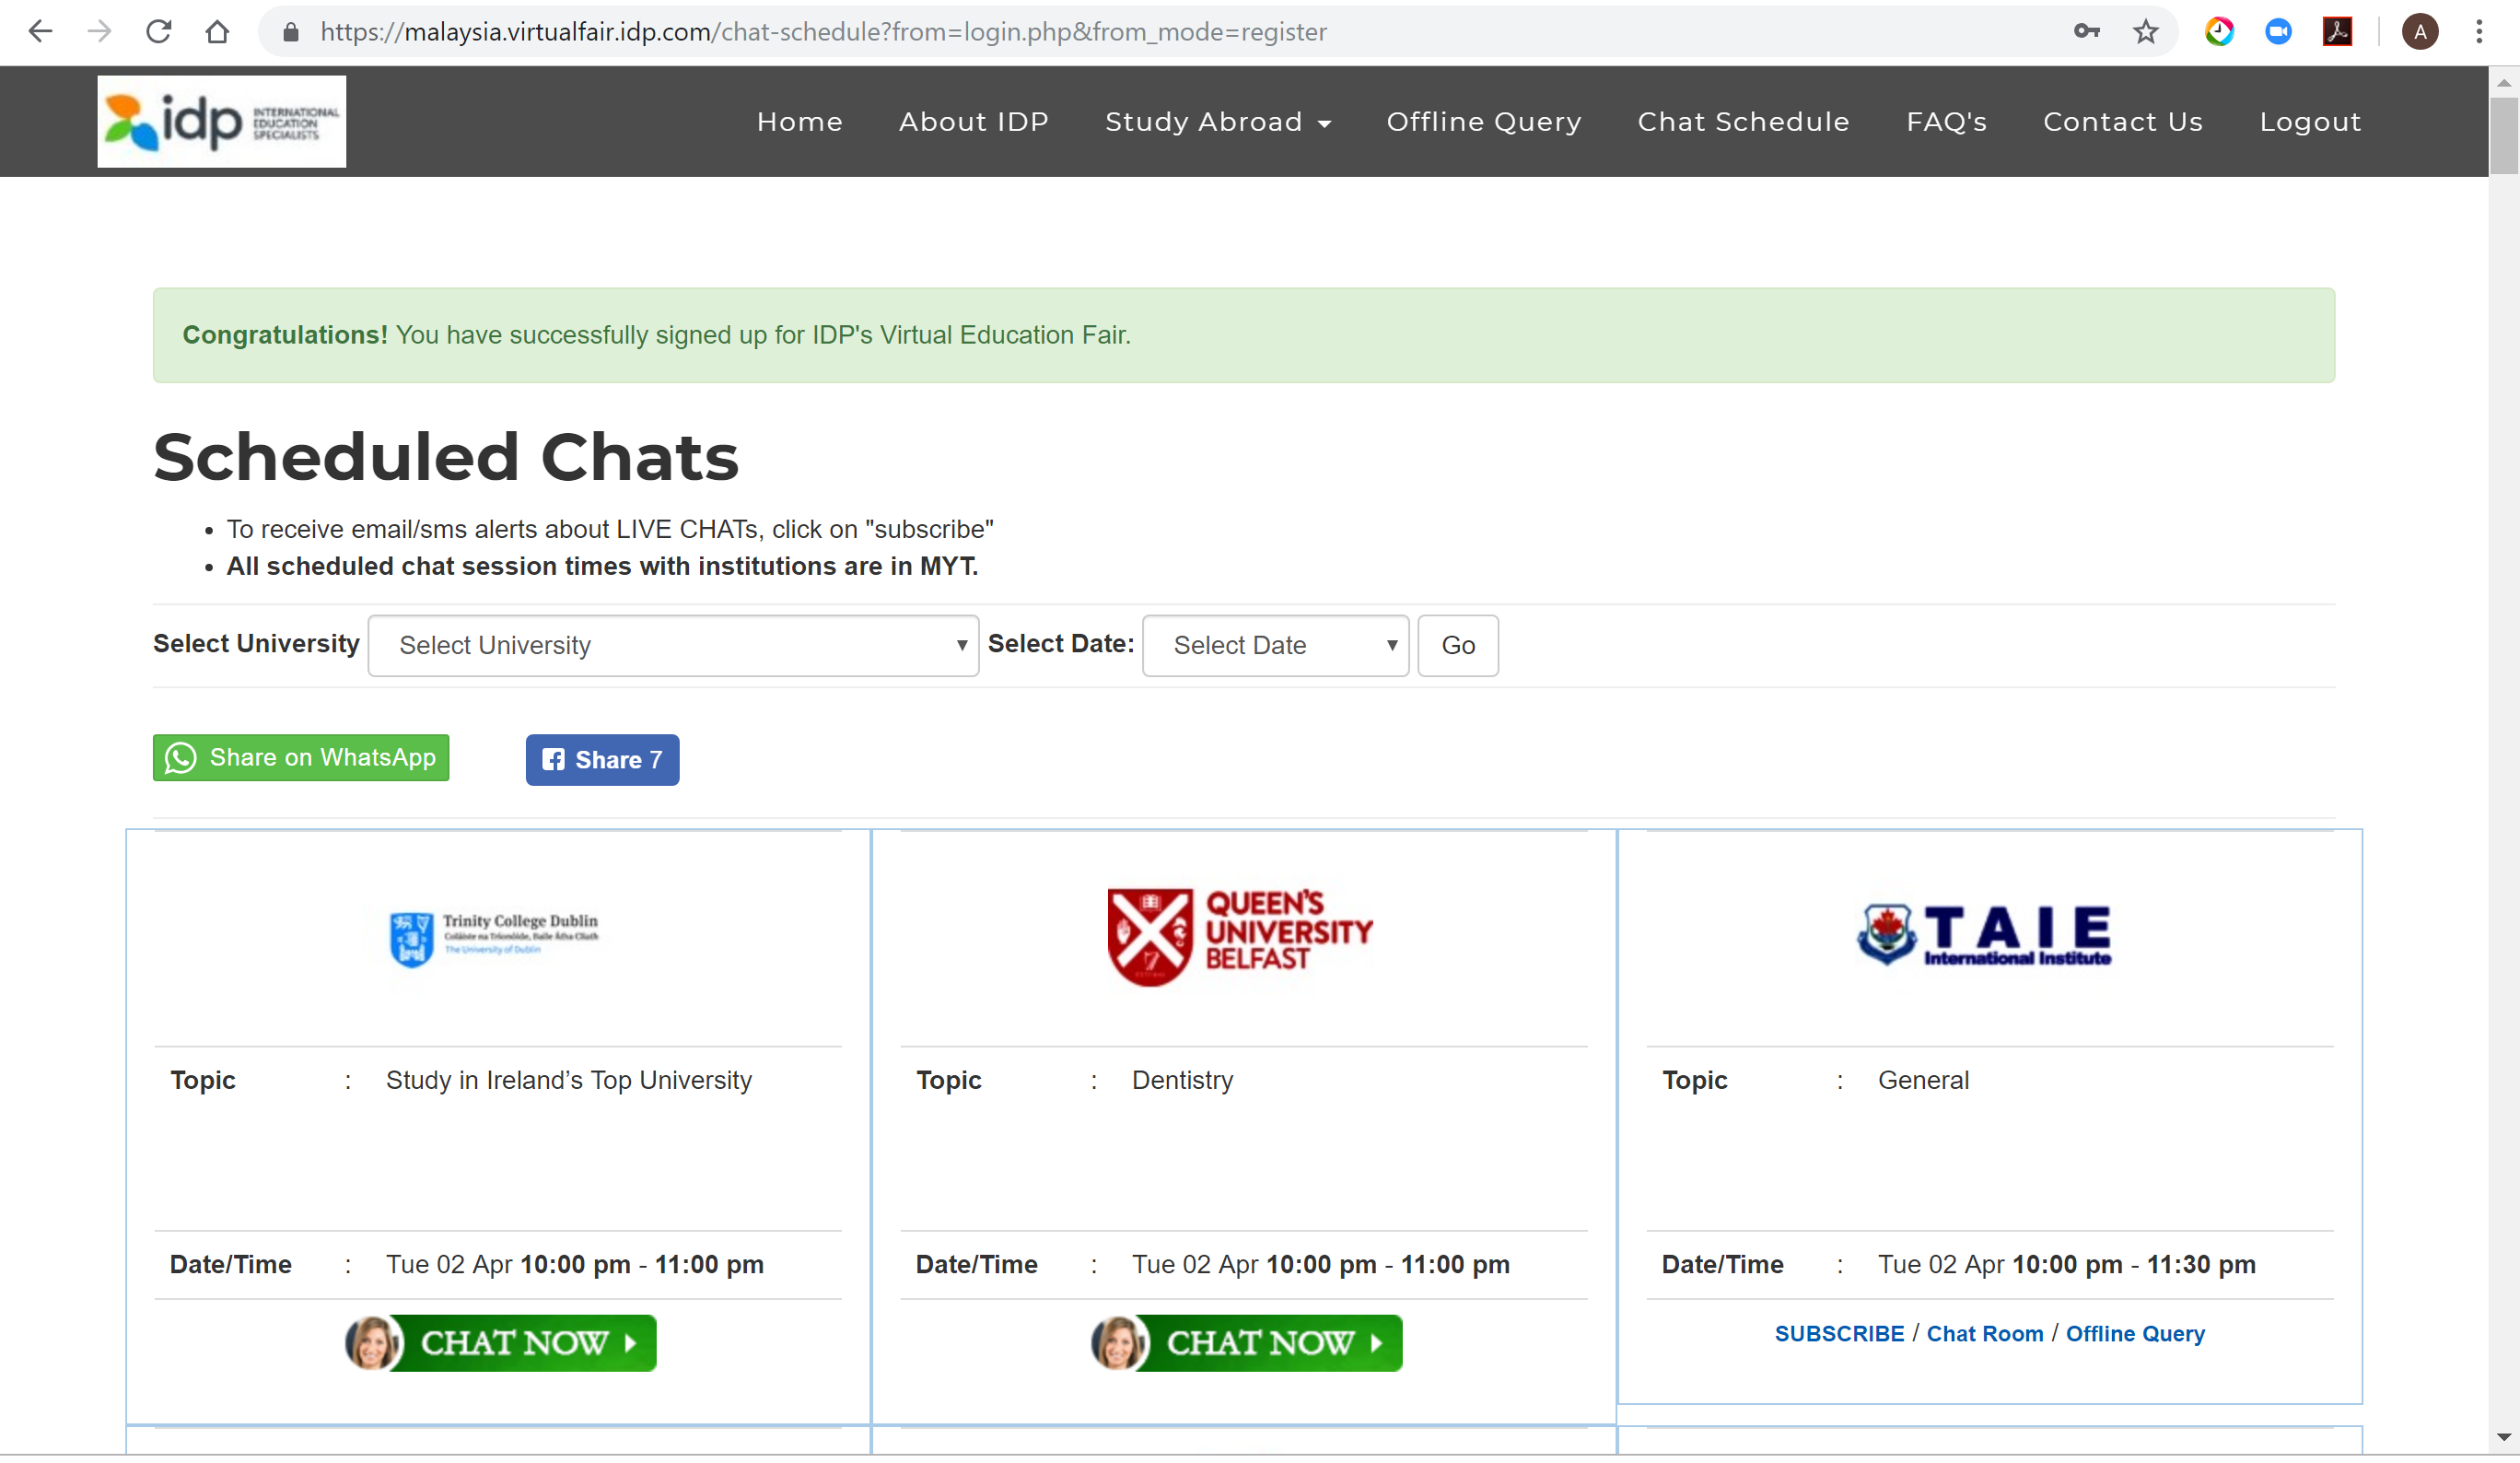 https://malaysia.virtualfair.idp.com/chat-schedule?from=login.php&from_mode=register
A
idp INTERNATIONAL EDUCATION SPECIALISTS
Home About IDP Study Abroad Offline Query Chat Schedule FAQ's Contact Us Logout
Congratulations! You have successfully signed up for IDP's Virtual Education Fair.
Scheduled Chats
• To receive email/sms alerts about LIVE CHATs, click on "subscribe"
• All scheduled chat session times with institutions are in MYT.
Select University Select University Select Date: Select Date Go
Share on WhatsApp Share 7
Trinity College Dublin
Coláiste na Tríonóide, Baile Átha Cliath
The University of Dublin
QUEEN'S
UNIVERSITY
BELFAST
TAIE
International Institute
Topic : Study in Ireland’s Top University
Topic : Dentistry
Topic : General
Date/Time : Tue 02 Apr 10:00 pm - 11:00 pm
Date/Time : Tue 02 Apr 10:00 pm - 11:00 pm
Date/Time : Tue 02 Apr 10:00 pm - 11:30 pm
CHAT NOW
CHAT NOW
SUBSCRIBE / Chat Room / Offline Query